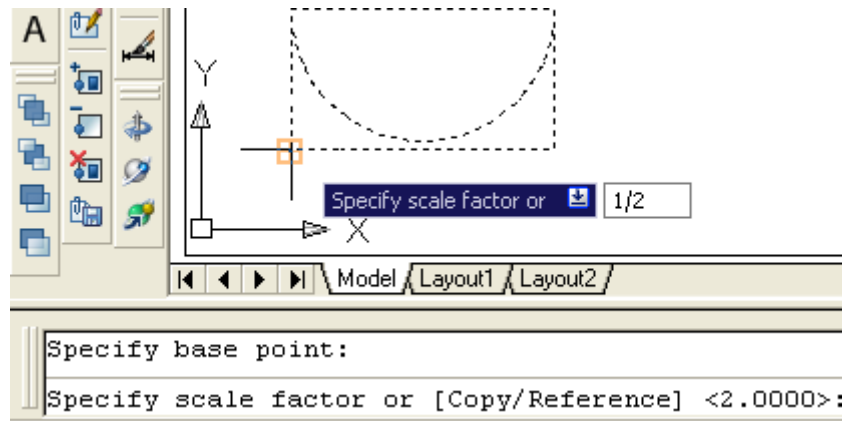 A
Y
Specify scale factor or 1/2
X
Model Layout1 Layout2
Specify base point:
Specify scale factor or [Copy/Reference] <2.0000>: